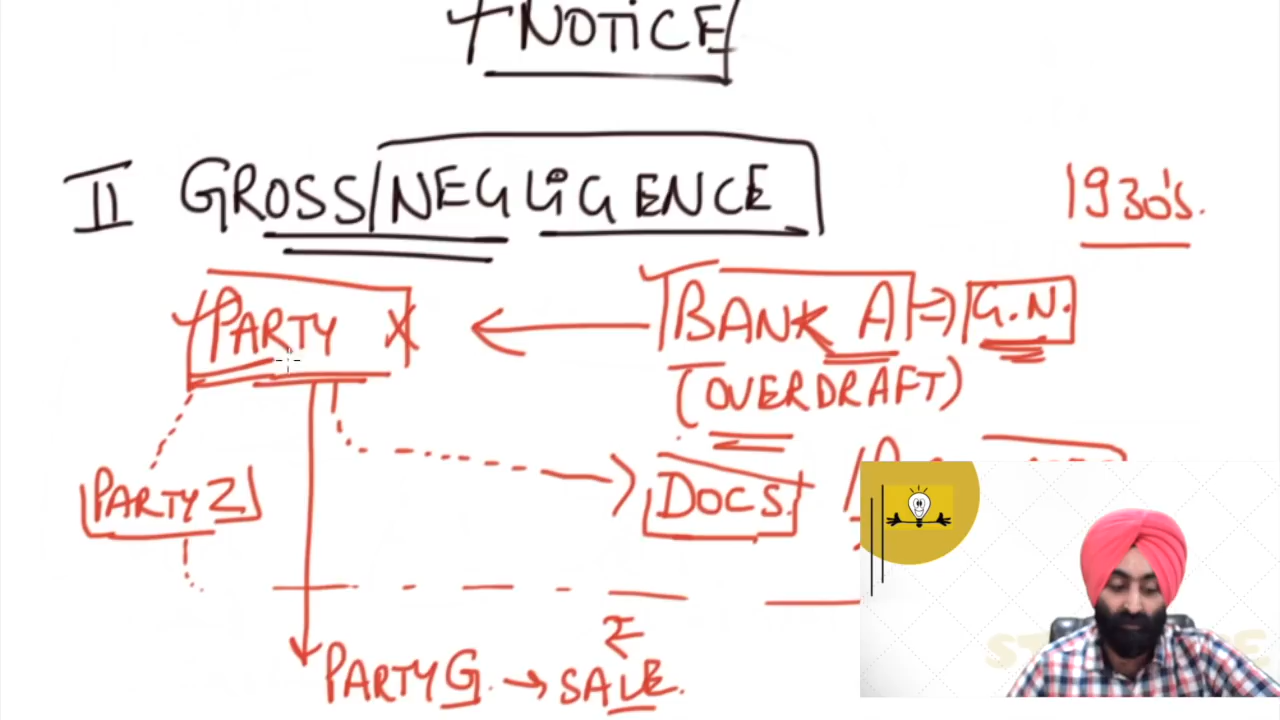 + NOTICE
II GROSS NEGLIGENCE
1930's.
PARTY X
BANK A ⇒ G.N.
(OVERDRAFT)
PARTY Z
DOCS.
₹
PARTY G. → SALE.